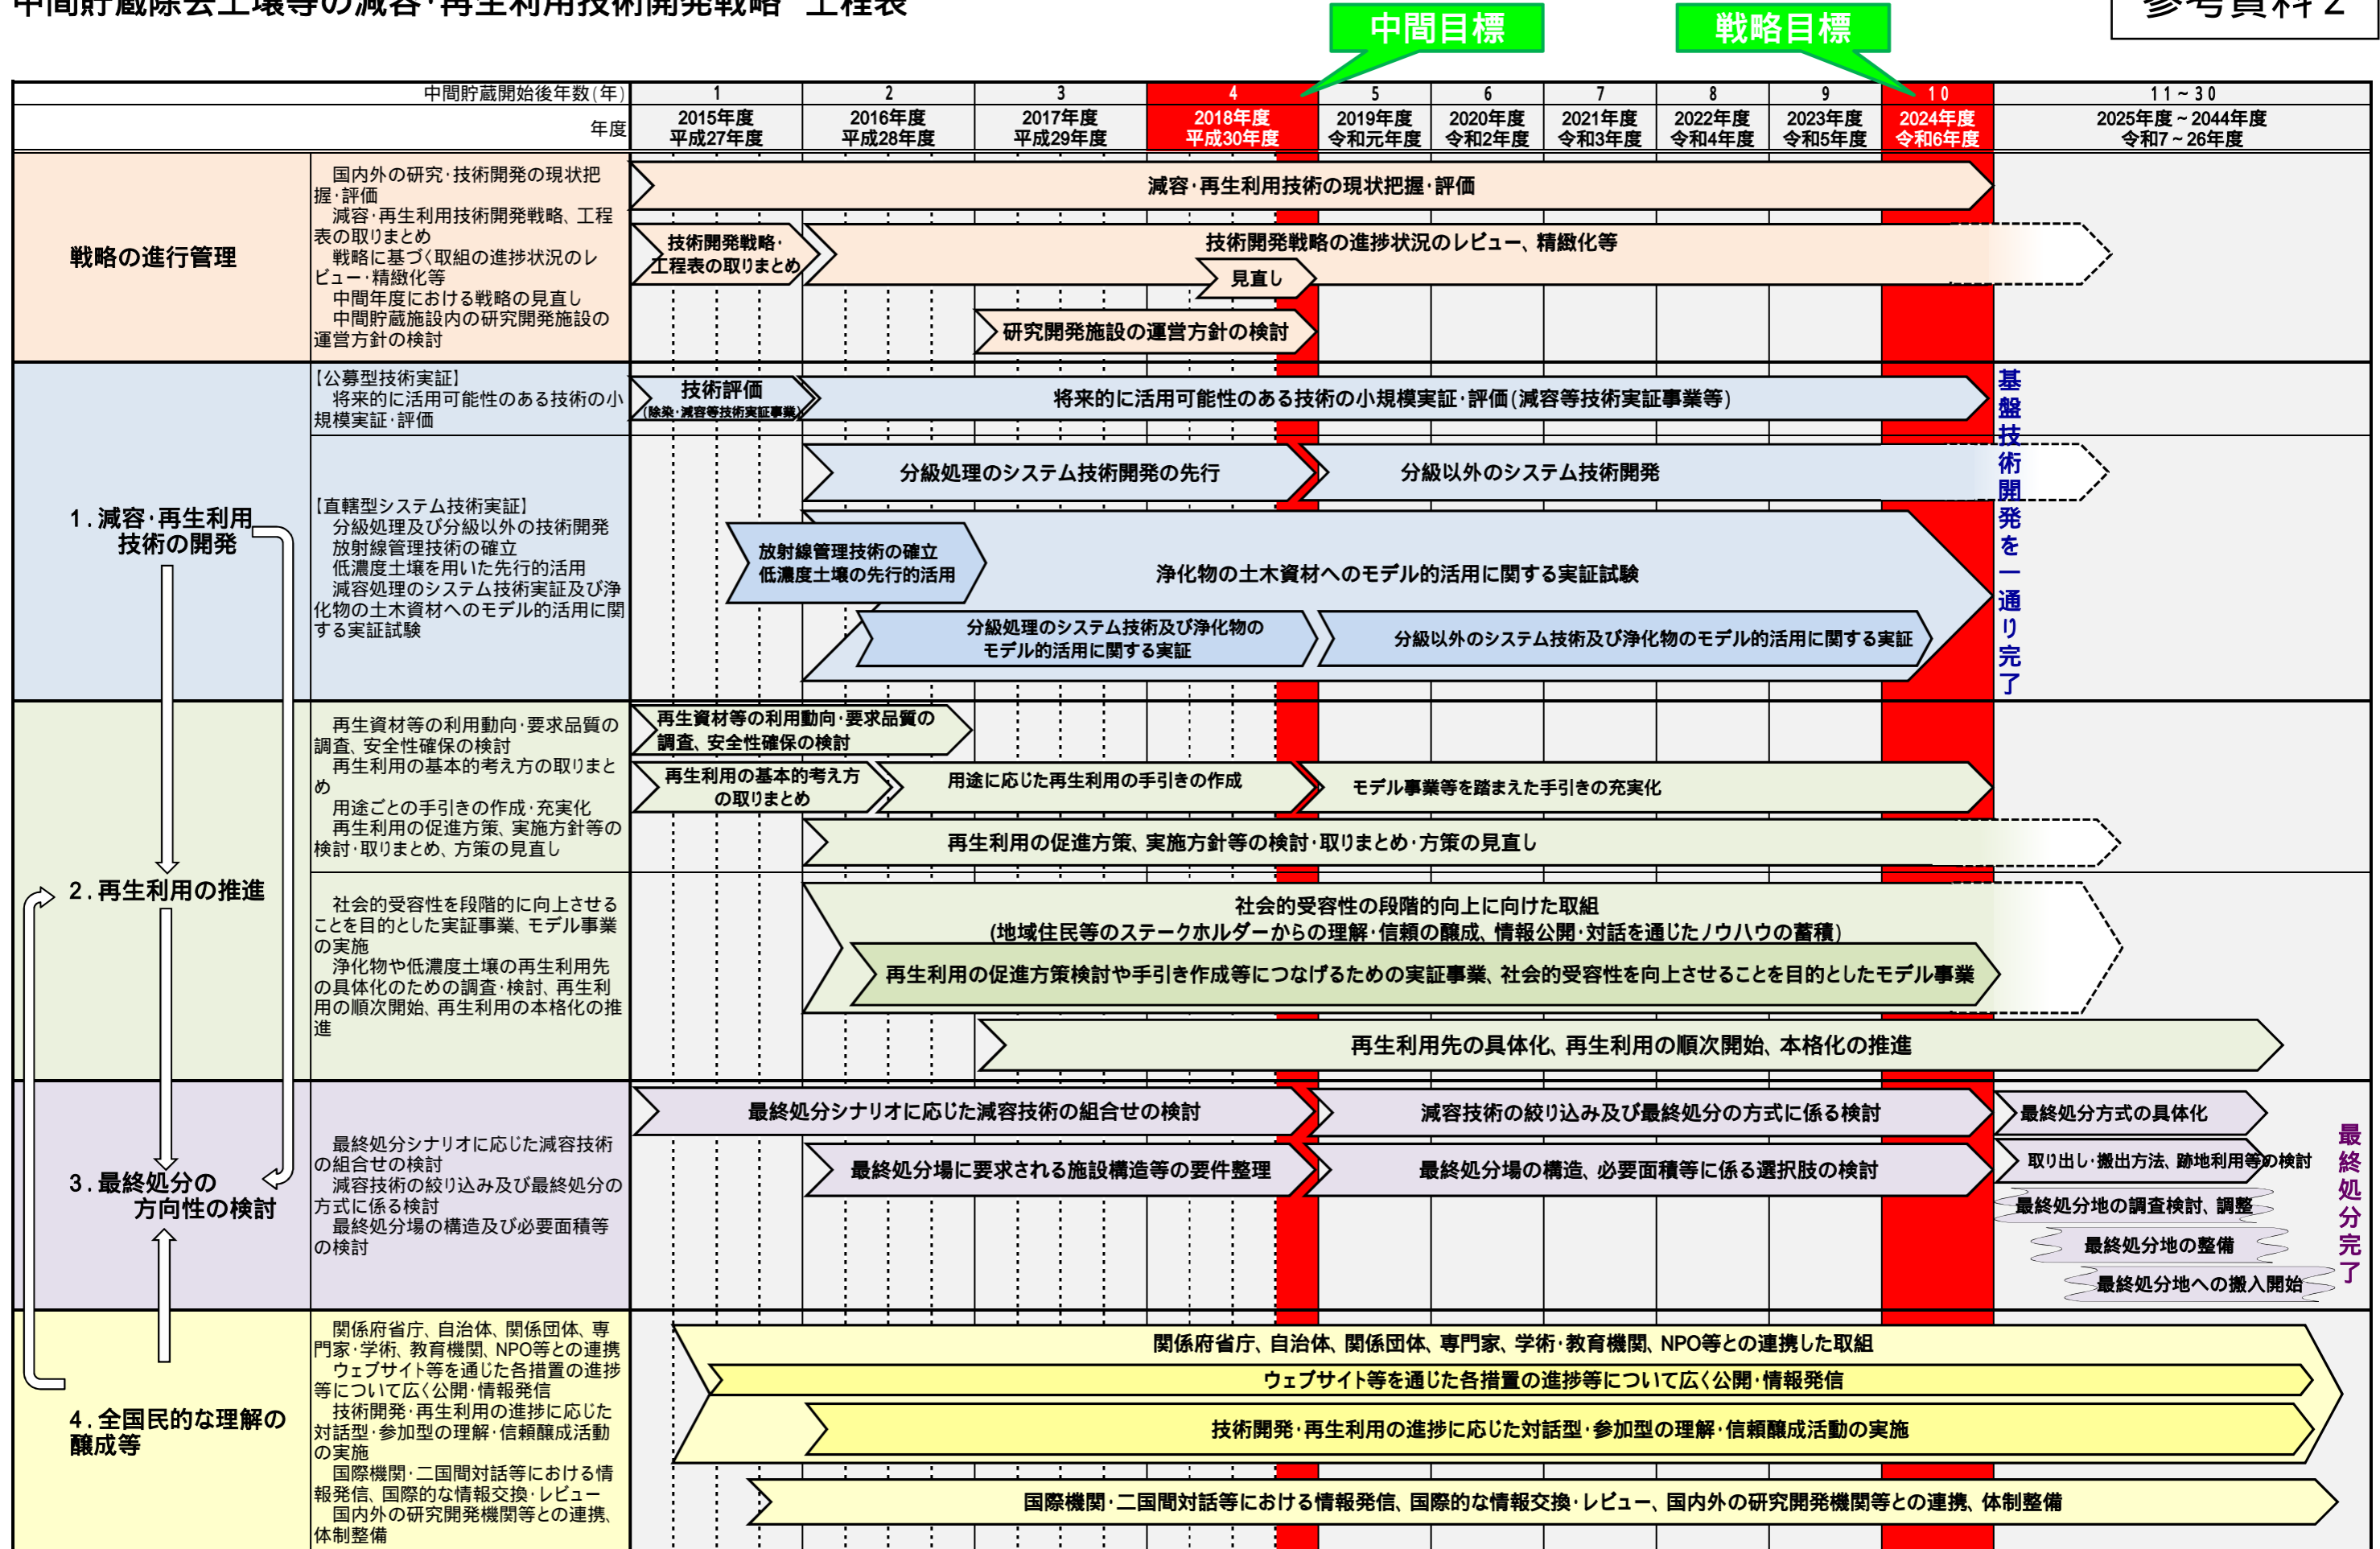 中間貯蔵除去土壌等の減容・再生利用技術開発戦略 工程表
参考資料2
中間目標
戦略目標
中間貯蔵開始後年数(年)
1
2
3
4
5
6
7
8
9
10
11~30
年度
2015年度
平成27年度
2016年度
平成28年度
2017年度
平成29年度
2018年度
平成30年度
2019年度
令和元年度
2020年度
令和2年度
2021年度
令和3年度
2022年度
令和4年度
2023年度
令和5年度
2024年度
令和6年度
2025年度~2044年度
令和7~26年度
戦略の進行管理
国内外の研究・技術開発の現状把
握・評価
減容・再生利用技術開発戦略、工程
表の取りまとめ
戦略に基づく取組の進捗状況のレ
ビュー・精緻化等
中間年度における戦略の見直し
中間貯蔵施設内の研究開発施設の
運営方針の検討
減容・再生利用技術の現状把握・評価
技術開発戦略・
工程表の取りまとめ
技術開発戦略の進捗状況のレビュー、精緻化等
見直し
研究開発施設の運営方針の検討
1.減容・再生利用
技術の開発
【公募型技術実証】
将来的に活用可能性のある技術の小
規模実証・評価
技術評価
(除染・減容等技術実証事業)
将来的に活用可能性のある技術の小規模実証・評価(減容等技術実証事業等)
【直轄型システム技術実証】
分級処理及び分級以外の技術開発
放射線管理技術の確立
低濃度土壌を用いた先行的活用
減容処理のシステム技術実証及び浄
化物の土木資材へのモデル的活用に関
する実証試験
分級処理のシステム技術開発の先行
分級以外のシステム技術開発
放射線管理技術の確立
低濃度土壌の先行的活用
浄化物の土木資材へのモデル的活用に関する実証試験
分級処理のシステム技術及び浄化物の
モデル的活用に関する実証
分級以外のシステム技術及び浄化物のモデル的活用に関する実証
基盤技術開発を一通り完了
2.再生利用の推進
再生資材等の利用動向・要求品質の
調査、安全性確保の検討
再生利用の基本的考え方の取りまと
め
用途ごとの手引きの作成・充実化
再生利用の促進方策、実施方針等の
検討・取りまとめ、方策の見直し
再生資材等の利用動向・要求品質の
調査、安全性確保の検討
再生利用の基本的考え方
の取りまとめ
用途に応じた再生利用の手引きの作成
モデル事業等を踏まえた手引きの充実化
再生利用の促進方策、実施方針等の検討・取りまとめ・方策の見直し
社会的受容性を段階的に向上させる
ことを目的とした実証事業、モデル事業
の実施
浄化物や低濃度土壌の再生利用先
の具体化のための調査・検討、再生利
用の順次開始、再生利用の本格化の推
進
社会的受容性の段階的向上に向けた取組
(地域住民等のステークホルダーからの理解・信頼の醸成、情報公開・対話を通じたノウハウの蓄積)
再生利用の促進方策検討や手引き作成等につなげるための実証事業、社会的受容性を向上させることを目的としたモデル事業
再生利用先の具体化、再生利用の順次開始、本格化の推進
3.最終処分の
方向性の検討
最終処分シナリオに応じた減容技術
の組合せの検討
減容技術の絞り込み及び最終処分の
方式に係る検討
最終処分場の構造及び必要面積等
の検討
最終処分シナリオに応じた減容技術の組合せの検討
減容技術の絞り込み及び最終処分の方式に係る検討
最終処分方式の具体化
最終処分場に要求される施設構造等の要件整理
最終処分場の構造、必要面積等に係る選択肢の検討
取り出し・搬出方法、跡地利用等の検討
最終処分地の調査検討、調整
最終処分地の整備
最終処分地への搬入開始
最終処分完了
4.全国民的な理解の
醸成等
関係府省庁、自治体、関係団体、専
門家・学術、教育機関、NPO等との連携
ウェブサイト等を通じた各措置の進捗
等について広く公開・情報発信
技術開発・再生利用の進捗に応じた
対話型・参加型の理解・信頼醸成活動
の実施
国際機関・二国間対話等における情
報発信、国際的な情報交換・レビュー
国内外の研究開発機関等との連携、
体制整備
関係府省庁、自治体、関係団体、専門家、学術・教育機関、NPO等との連携した取組
ウェブサイト等を通じた各措置の進捗等について広く公開・情報発信
技術開発・再生利用の進捗に応じた対話型・参加型の理解・信頼醸成活動の実施
国際機関・二国間対話等における情報発信、国際的な情報交換・レビュー、国内外の研究開発機関等との連携、体制整備